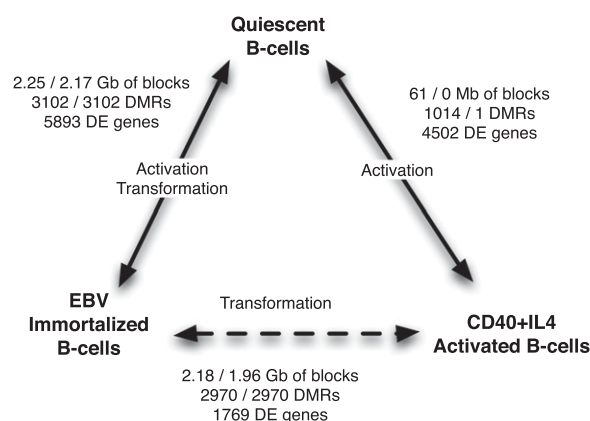 Quiescent
B-cells
2.25 / 2.17 Gb of blocks
3102 / 3102 DMRs
5893 DE genes
61 / 0 Mb of blocks
1014 / 1 DMRs
4502 DE genes
Activation
Transformation
Activation
EBV
Immortalized
B-cells
Transformation
CD40+IL4
Activated B-cells
2.18 / 1.96 Gb of blocks
2970 / 2970 DMRs
1769 DE genes